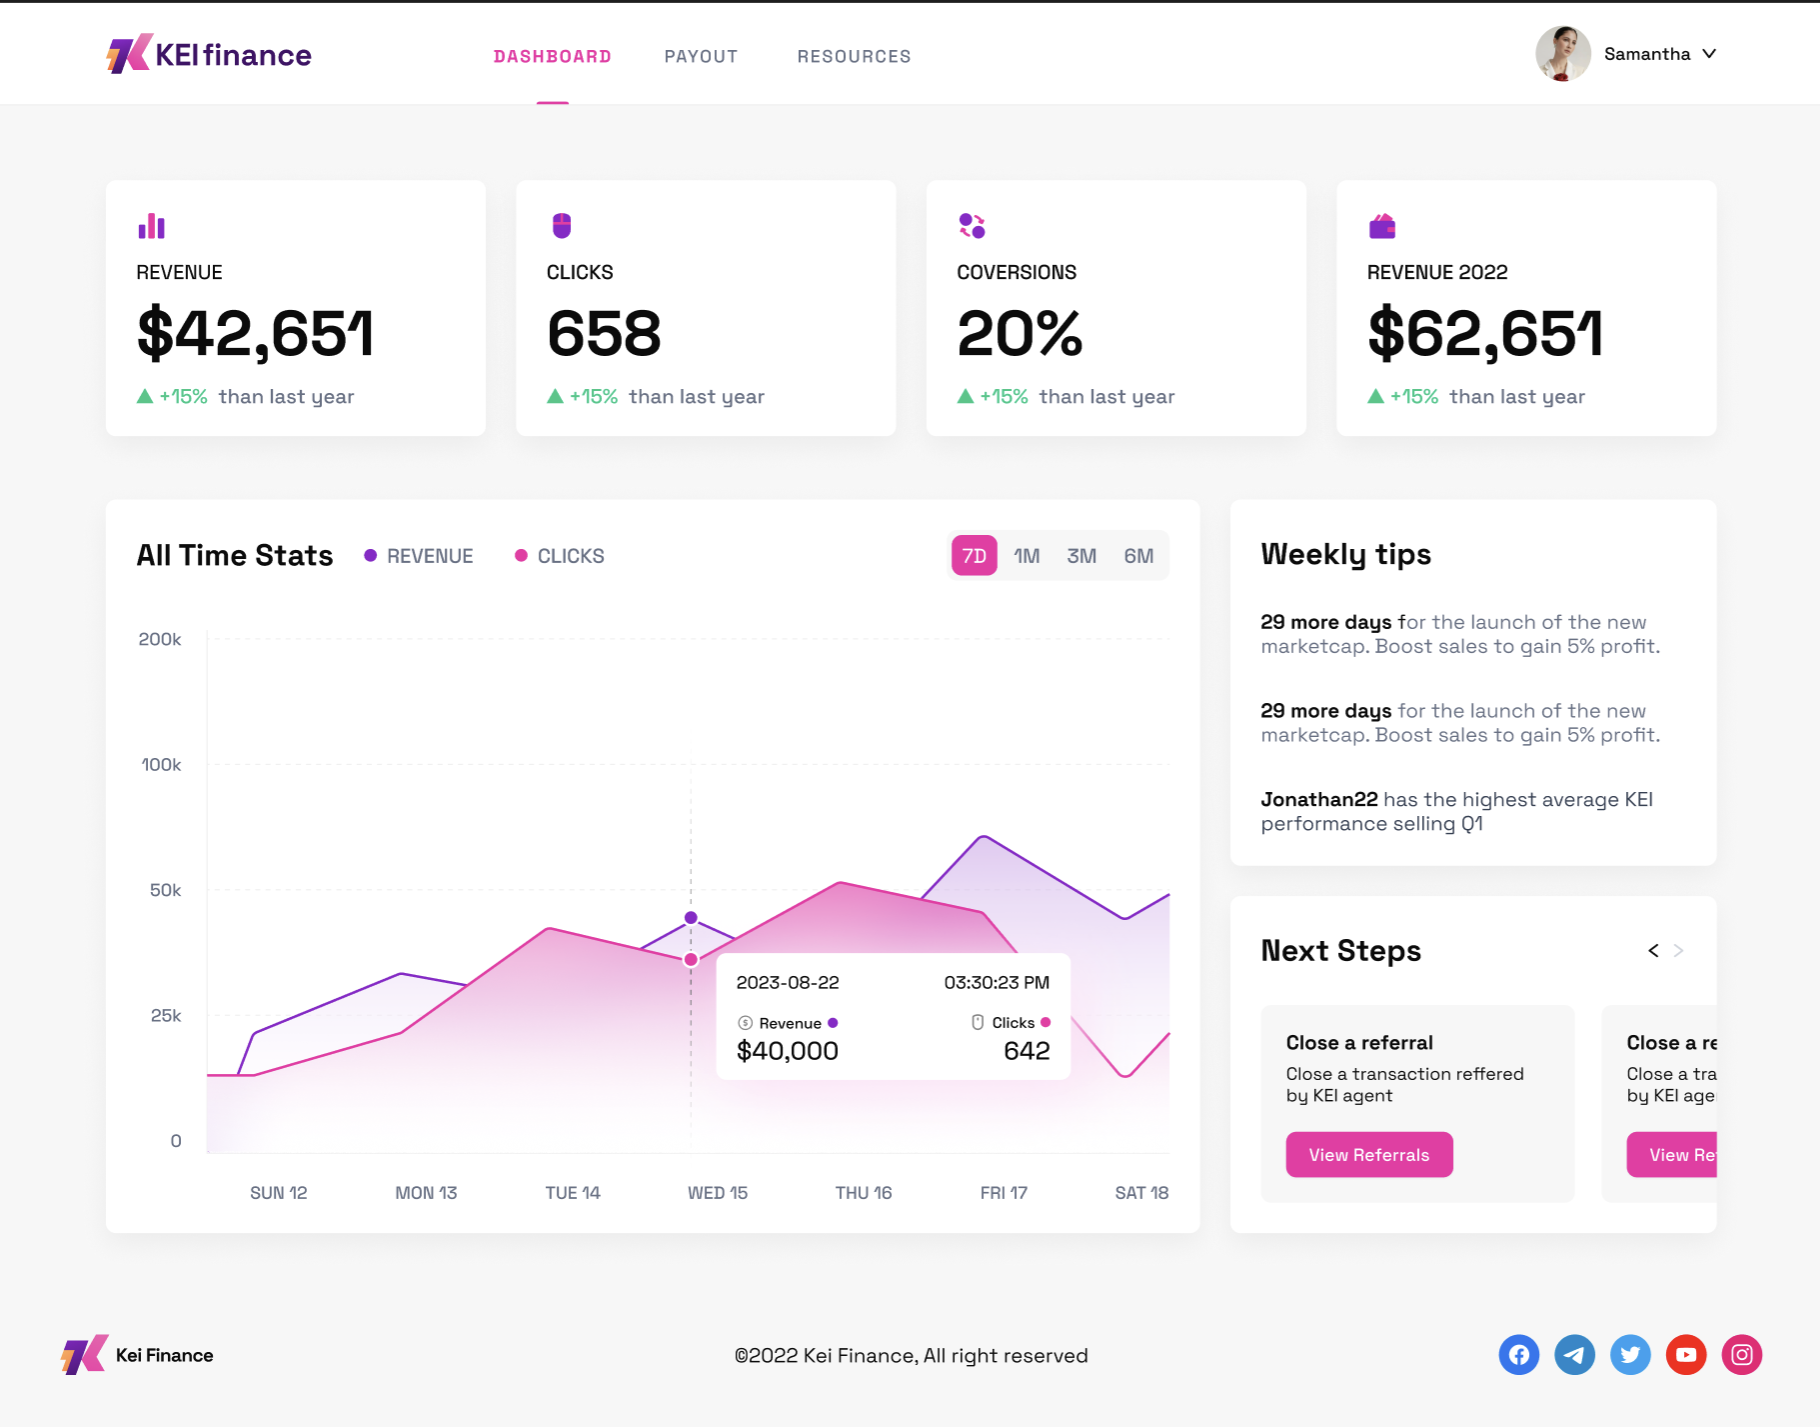 KEI finance
DASHBOARD
PAYOUT
RESOURCES
Samantha
REVENUE
$42,651
+15% than last year
CLICKS
658
+15% than last year
COVERSIONS
20%
+15% than last year
REVENUE 2022
$62,651
+15% than last year
All Time Stats
REVENUE
CLICKS
7D
1M
3M
6M
200k
100k
50k
25k
0
2023-08-22
03:30:23 PM
Revenue
Clicks
$40,000
642
SUN 12
MON 13
TUE 14
WED 15
THU 16
FRI 17
SAT 18
Weekly tips
29 more days for the launch of the new
marketcap. Boost sales to gain 5% profit.
29 more days for the launch of the new
marketcap. Boost sales to gain 5% profit.
Jonathan22 has the highest average KEI
performance selling Q1
Next Steps
Close a referral
Close a transaction reffered
by KEI agent
View Referrals
Close a re
Close a tra
by KEI age
View Re
Kei Finance
©2022 Kei Finance, All right reserved